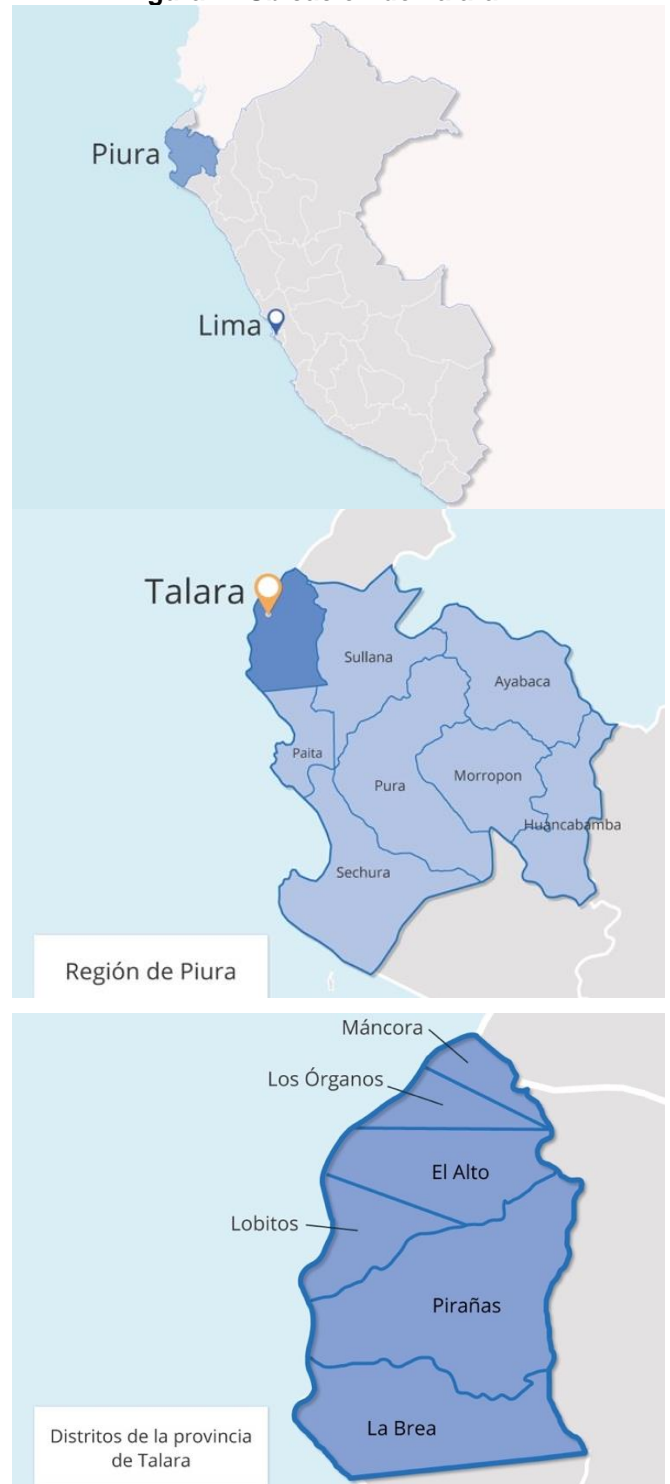 Piura
Lima
Talara
Sullana
Ayabaca
Paita
Pura
Morropon
Huancabamba
Sechura
Región de Piura
Máncora
Los Órganos
El Alto
Lobitos
Pirañas
La Brea
Distritos de la provincia
de Talara